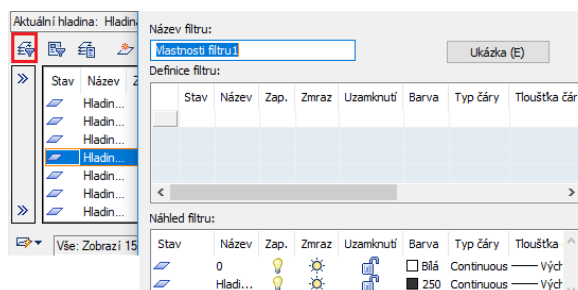 Aktuální hladina: Hladin
Stav Název Z
Hladin...
Hladin...
Hladin...
Hladin...
Hladin...
Hladin...
Hladin...
Vše: Zobrazí 15
Název filtru:
Vlastnosti filtru1
Ukázka (E)
Definice filtru:
Stav Název Zap. Zmraz Uzamknutí Barva Typ čáry Tloušťka čár
Náhled filtru:
Stav Název Zap. Zmraz Uzamknutí Barva Typ čáry Tloušťka
0 Bílá Continuous Vých
Hladi... 250 Continuous Vých